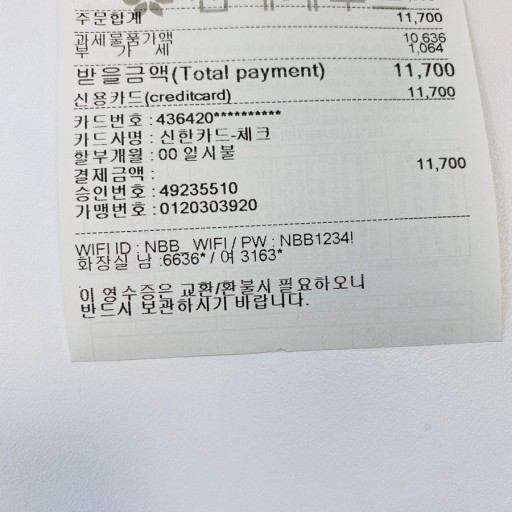 주문합계 11,700
과세물품가액 10,636
부 가 세 1,064
받을금액(Total payment) 11,700
신용카드(creditcard) 11,700
카드번호 : 436420**********
카드사명 : 신한카드-체크
할부개월 : 00 일시불
결제금액 : 11,700
승인번호 : 49235510
가맹번호 : 0120303920
WIFI ID : NBB_WIFI / PW : NBB1234!
화장실 남 :6636* / 여 3163*
이 영수증은 교환/환불시 필요하오니
반드시 보관하시기 바랍니다.